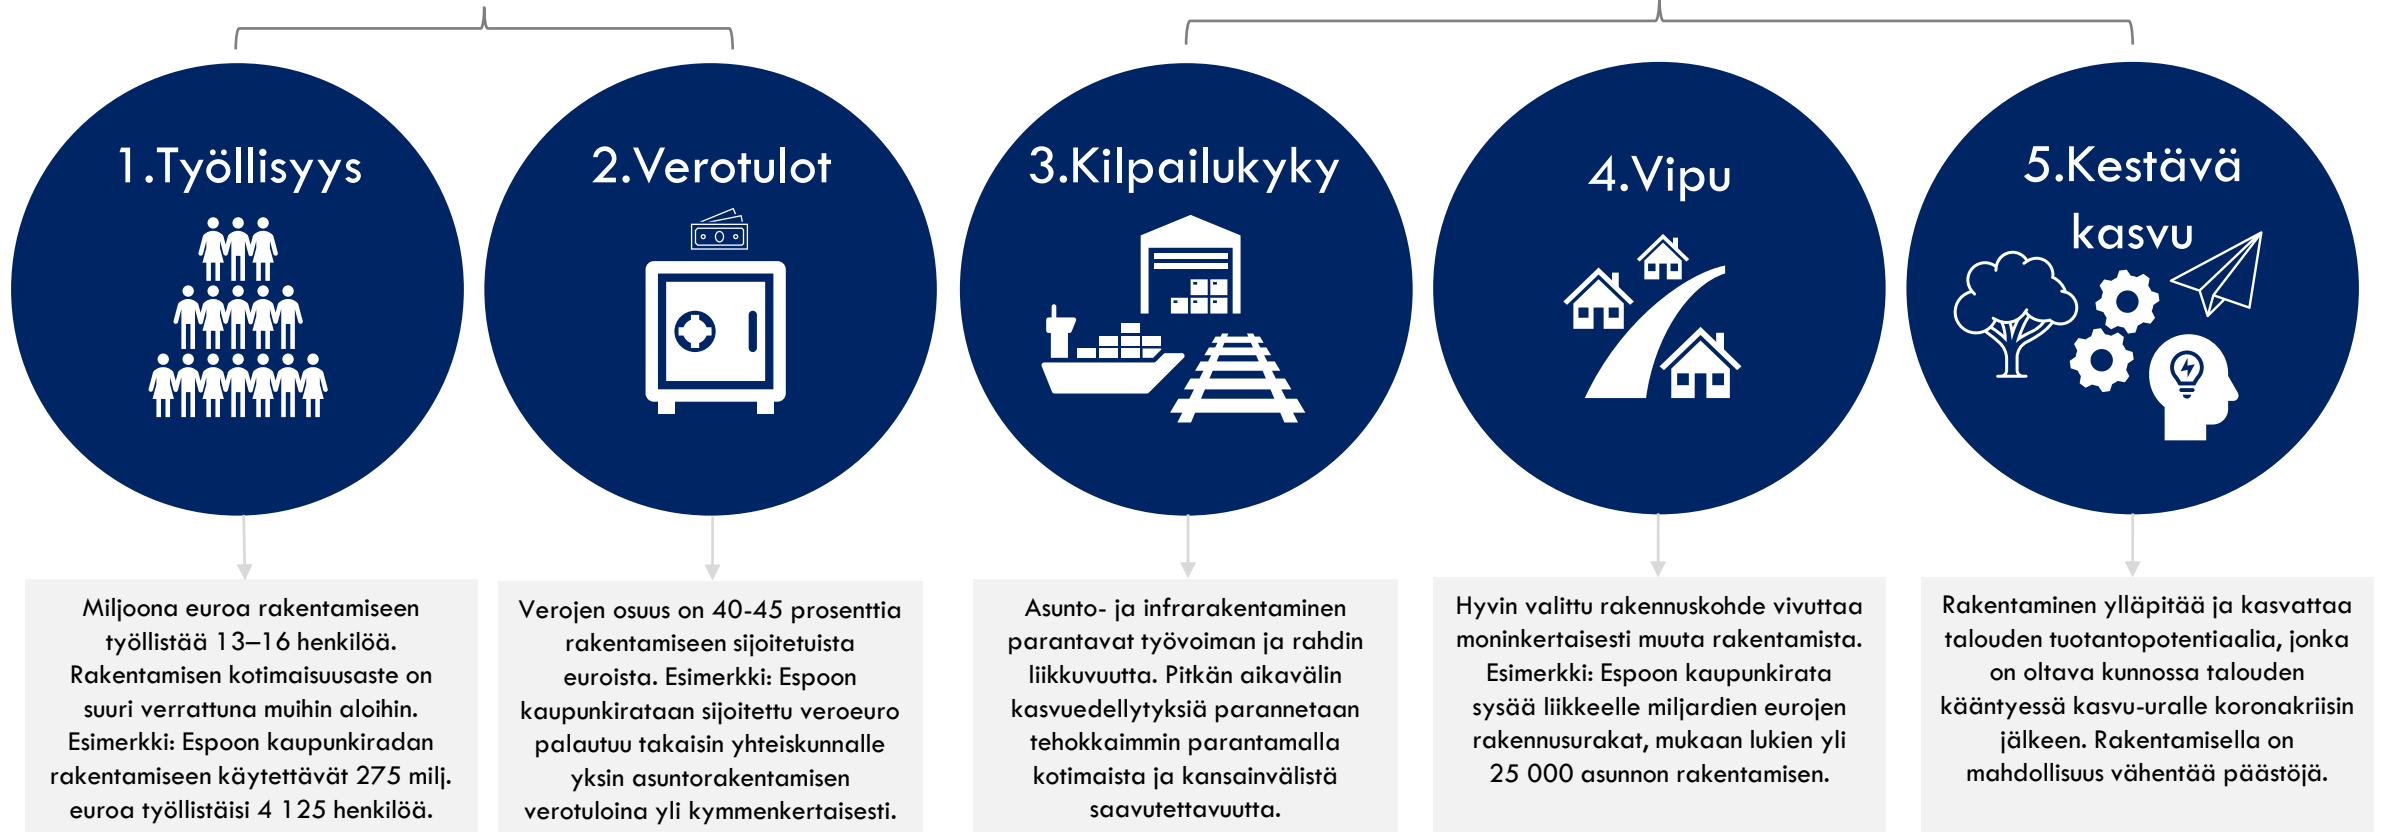 1.Työllisyys
Miljoona euroa rakentamiseen
työllistää 13–16 henkilöä.
Rakentamisen kotimaisuusaste on
suuri verrattuna muihin aloihin.
Esimerkki: Espoon kaupunkiradan
rakentamiseen käytettävät 275 milj.
euroa työllistäisi 4 125 henkilöä.
2.Verotulot
Verojen osuus on 40-45 prosenttia
rakentamiseen sijoitetuista
euroista. Esimerkki: Espoon
kaupunkirataan sijoitettu veroeuro
palautuu takaisin yhteiskunnalle
yksin asuntorakentamisen
verotuloina yli kymmenkertaisesti.
3.Kilpailukyky
Asunto- ja infrarakentaminen
parantavat työvoiman ja rahdin
liikkuvuutta. Pitkän aikavälin
kasvuedellytyksiä parannetaan
tehokkaimmin parantamalla
kotimaista ja kansainvälistä
saavutettavuutta.
4.Vipu
Hyvin valittu rakennuskohde vivuttaa
moninkertaisesti muuta rakentamista.
Esimerkki: Espoon kaupunkirata
sysää liikkeelle miljardien eurojen
rakennusurakat, mukaan lukien yli
25 000 asunnon rakentamisen.
5.Kestävä
kasvu
Rakentaminen ylläpitää ja kasvattaa
talouden tuotantopotentiaalia, jonka
on oltava kunnossa talouden
kääntyessä kasvu-uralle koronakriisin
jälkeen. Rakentamisella on
mahdollisuus vähentää päästöjä.